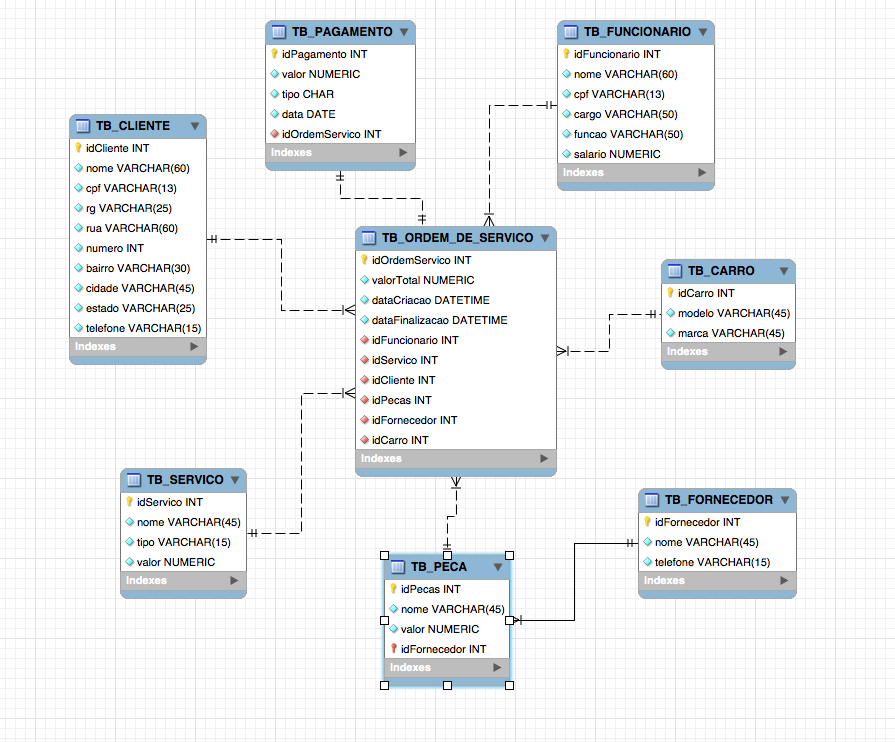 TB_PAGAMENTO
idPagamento INT
valor NUMERIC
tipo CHAR
data DATE
idOrdemServico INT
Indexes
TB_FUNCIONARIO
idFuncionario INT
nome VARCHAR(60)
cpf VARCHAR(13)
cargo VARCHAR(50)
funcao VARCHAR(50)
salario NUMERIC
Indexes
TB_CLIENTE
idCliente INT
nome VARCHAR(60)
cpf VARCHAR(13)
rg VARCHAR(25)
rua VARCHAR(60)
numero INT
bairro VARCHAR(30)
cidade VARCHAR(45)
estado VARCHAR(25)
telefone VARCHAR(15)
Indexes
TB_ORDEM_DE_SERVICO
idOrdemServico INT
valorTotal NUMERIC
dataCriacao DATETIME
dataFinalizacao DATETIME
idFuncionario INT
idServico INT
idCliente INT
idPecas INT
idFornecedor INT
idCarro INT
Indexes
TB_CARRO
idCarro INT
modelo VARCHAR(45)
marca VARCHAR(45)
Indexes
TB_SERVICO
idServico INT
nome VARCHAR(45)
tipo VARCHAR(15)
valor NUMERIC
Indexes
TB_FORNECEDOR
idFornecedor INT
nome VARCHAR(45)
telefone VARCHAR(15)
Indexes
TB_PECA
idPecas INT
nome VARCHAR(45)
valor NUMERIC
idFornecedor INT
Indexes